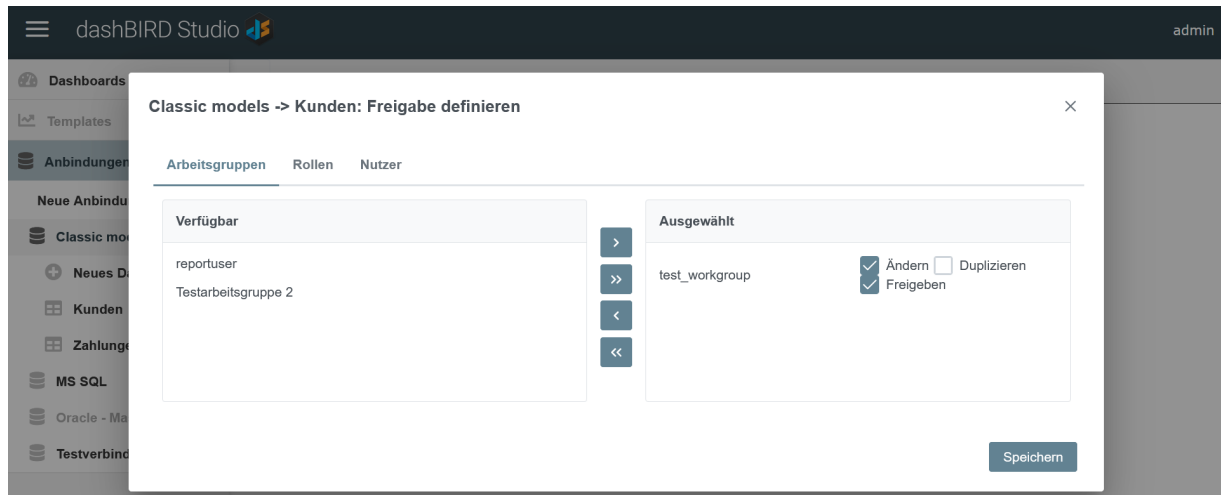 dashBIRD Studio
admin
Dashboards
Classic models -> Kunden: Freigabe definieren
Templates
Anbindungen
Arbeitsgruppen Rollen Nutzer
Neue Anbindu
Verfügbar
Ausgewählt
Classic mo
reportuser
Testarbeitsgruppe 2
test_workgroup
Ändern Duplizieren
Freigeben
Neues Da
Kunden
Zahlunge
MS SQL
Oracle - Ma
Testverbind
Speichern